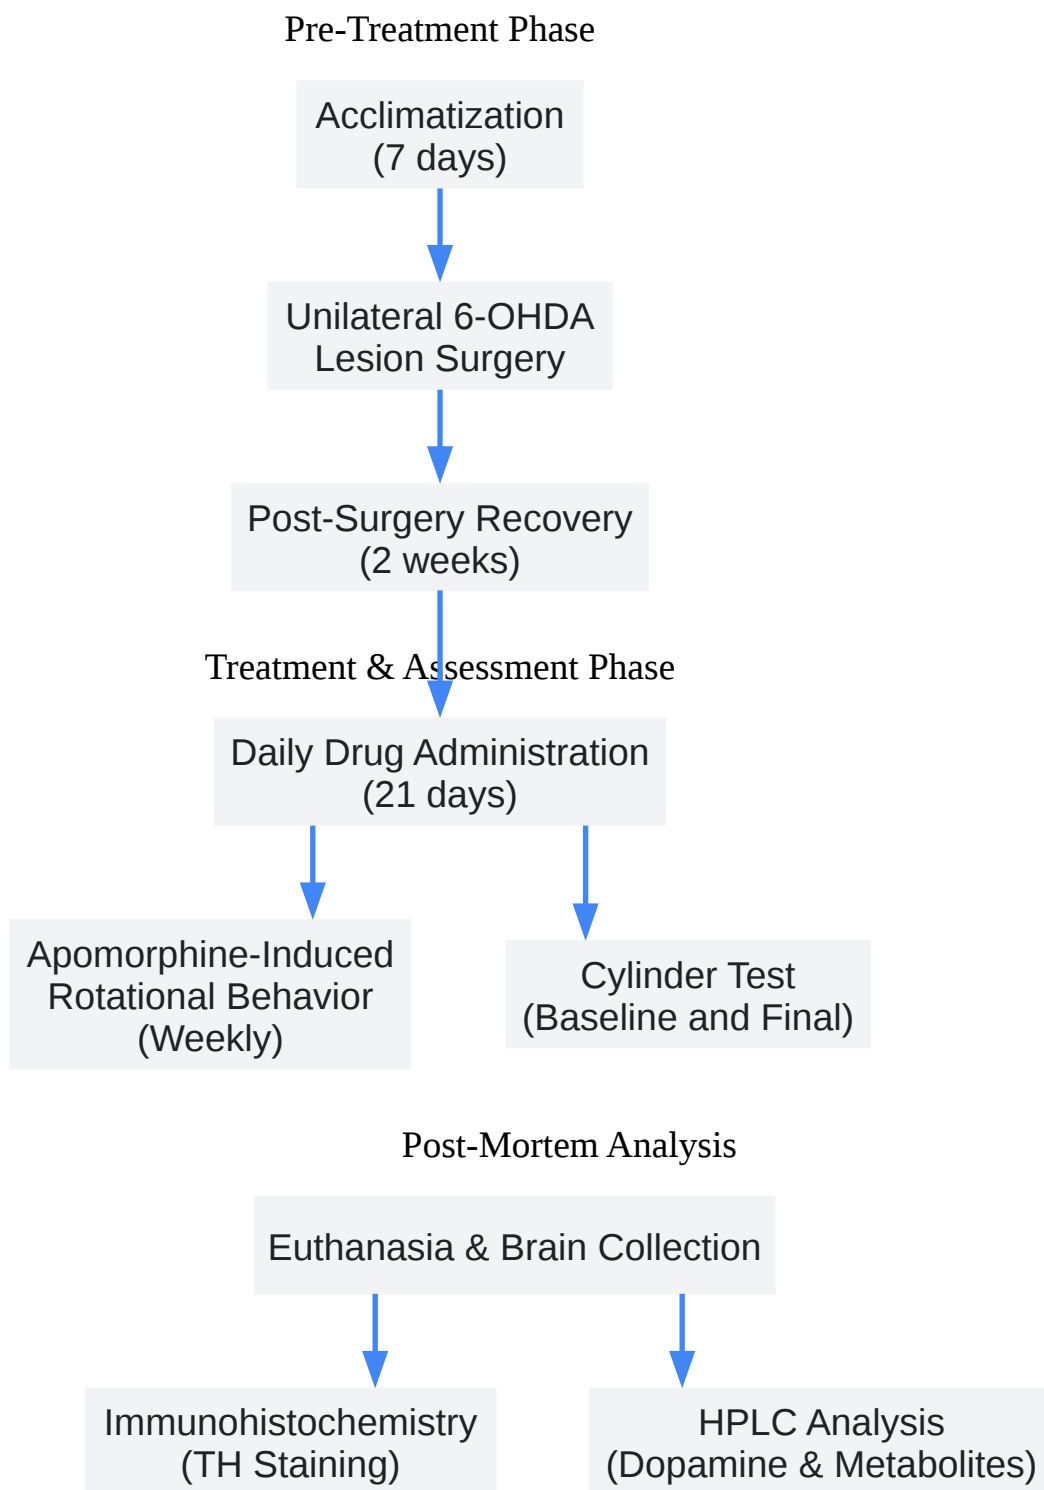 Pre-Treatment Phase
Acclimatization
(7 days)
Unilateral 6-OHDA
Lesion Surgery
Post-Surgery Recovery
(2 weeks)
Treatment & Assessment Phase
Daily Drug Administration
(21 days)
Apomorphine-Induced
Rotational Behavior
(Weekly)
Cylinder Test
(Baseline and Final)
Post-Mortem Analysis
Euthanasia & Brain Collection
Immunohistochemistry
(TH Staining)
HPLC Analysis
(Dopamine & Metabolites)